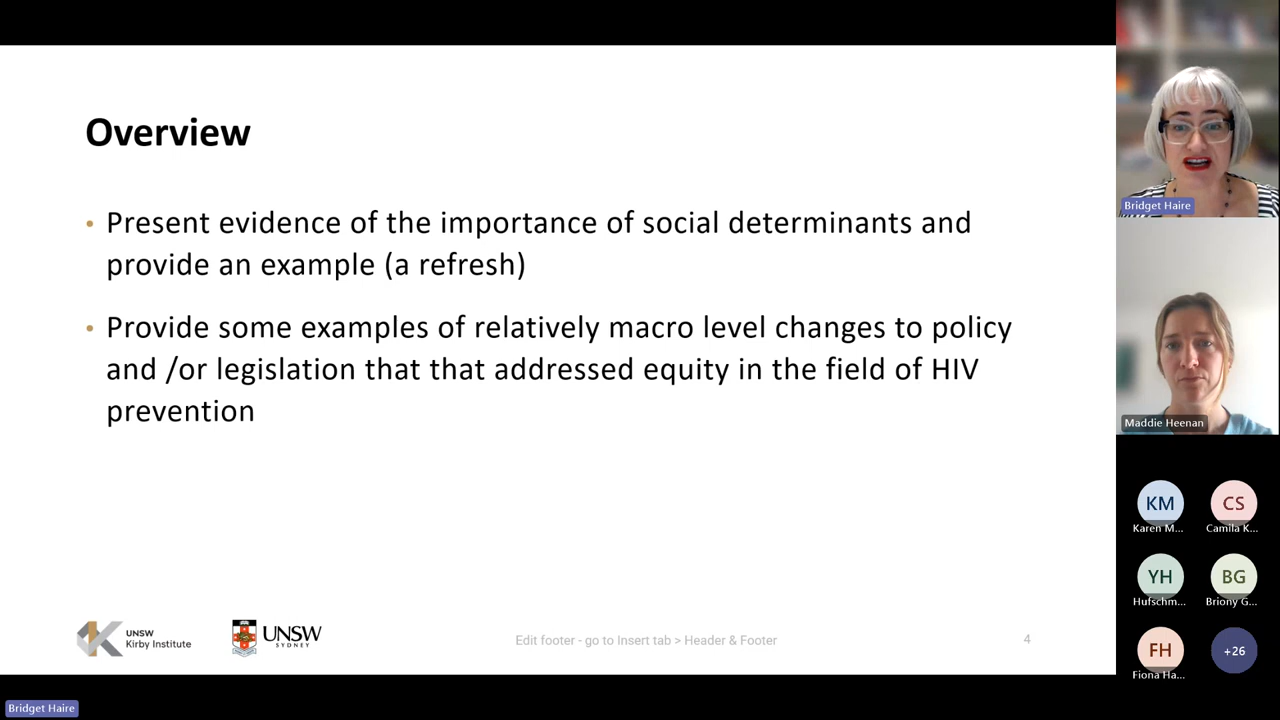 Overview
• Present evidence of the importance of social determinants and
provide an example (a refresh)
• Provide some examples of relatively macro level changes to policy
and /or legislation that that addressed equity in the field of HIV
prevention
UNSW
Kirby Institute
UNSW
SYDNEY
Edit footer - go to Insert tab > Header & Footer
4
Bridget Haire
Bridget Haire
Maddie Heenan
KM
Karen M...
CS
Camila K...
YH
Hufschm...
BG
Briony G...
FH
Fiona Ha...
+26